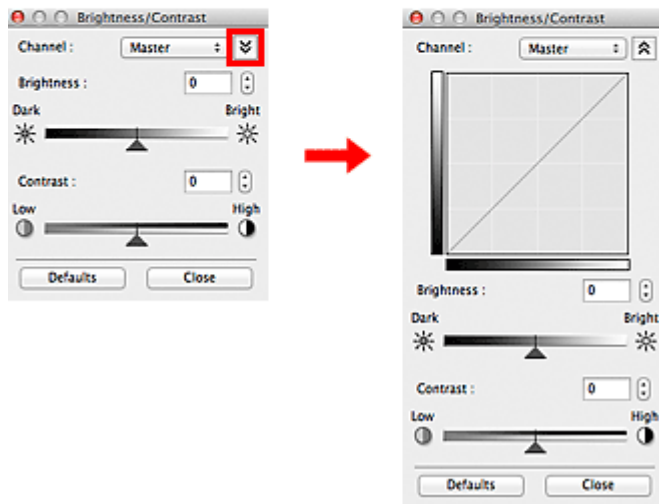 Brightness/Contrast
Channel :
Master
Brightness :
0
Dark
Bright
Contrast :
0
Low
High
Defaults
Close
Brightness/Contrast
Channel :
Master
Brightness :
0
Dark
Bright
Contrast :
0
Low
High
Defaults
Close